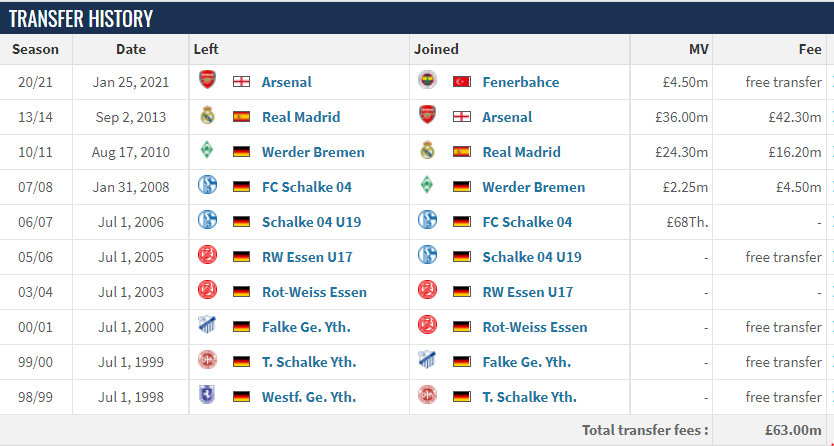 TRANSFER HISTORY
Season Date Left Joined MV Fee
20/21 Jan 25, 2021 Arsenal Fenerbahce £4.50m free transfer
13/14 Sep 2, 2013 Real Madrid Arsenal £36.00m £42.30m
10/11 Aug 17, 2010 Werder Bremen Real Madrid £24.30m £16.20m
07/08 Jan 31, 2008 FC Schalke 04 Werder Bremen £2.25m £4.50m
06/07 Jul 1, 2006 Schalke 04 U19 FC Schalke 04 £68Th. -
05/06 Jul 1, 2005 RW Essen U17 Schalke 04 U19 - free transfer
03/04 Jul 1, 2003 Rot-Weiss Essen RW Essen U17 - -
00/01 Jul 1, 2000 Falke Ge. Yth. Rot-Weiss Essen - free transfer
99/00 Jul 1, 1999 T. Schalke Yth. Falke Ge. Yth. - free transfer
98/99 Jul 1, 1998 Westf. Ge. Yth. T. Schalke Yth. - free transfer
Total transfer fees : £63.00m